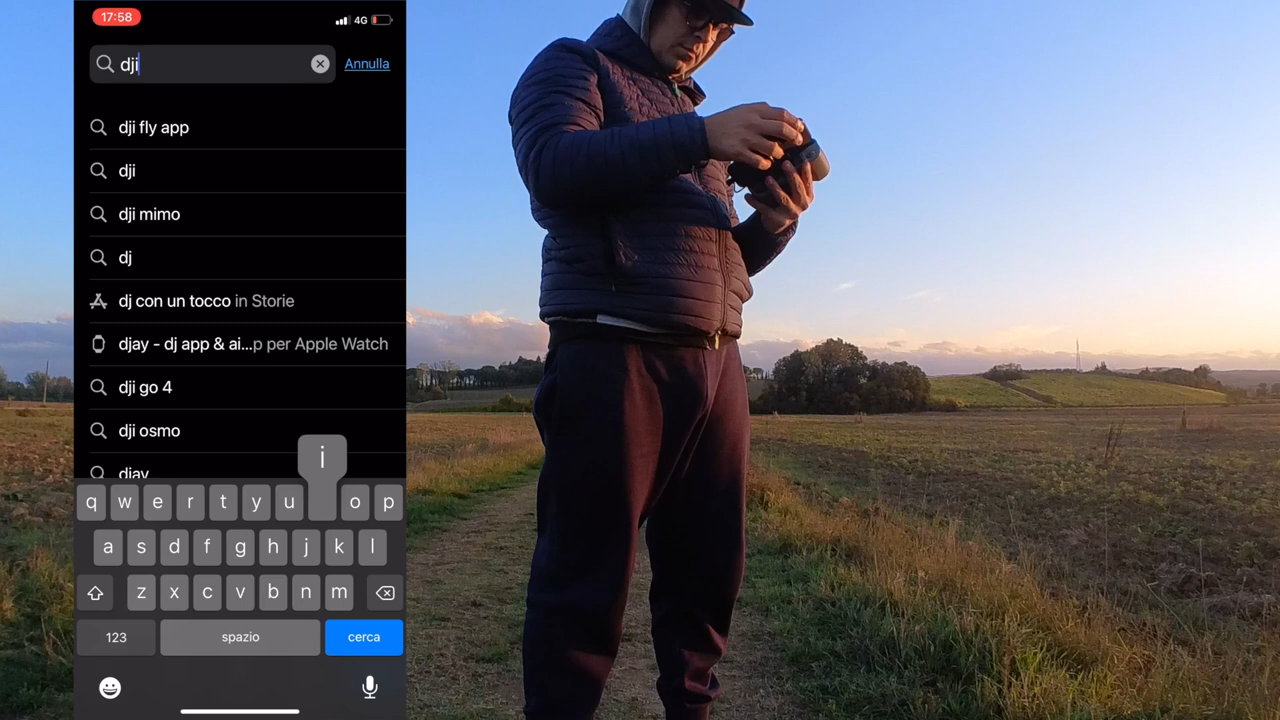 17:58
4G
dji
Annulla
dji fly app
dji
dji mimo
dj
dj con un tocco in Storie
djay - dj app & ai...p per Apple Watch
dji go 4
dji osmo
djay
i
q w e r t y u o p
a s d f g h j k l
z x c v b n m
123
spazio
cerca